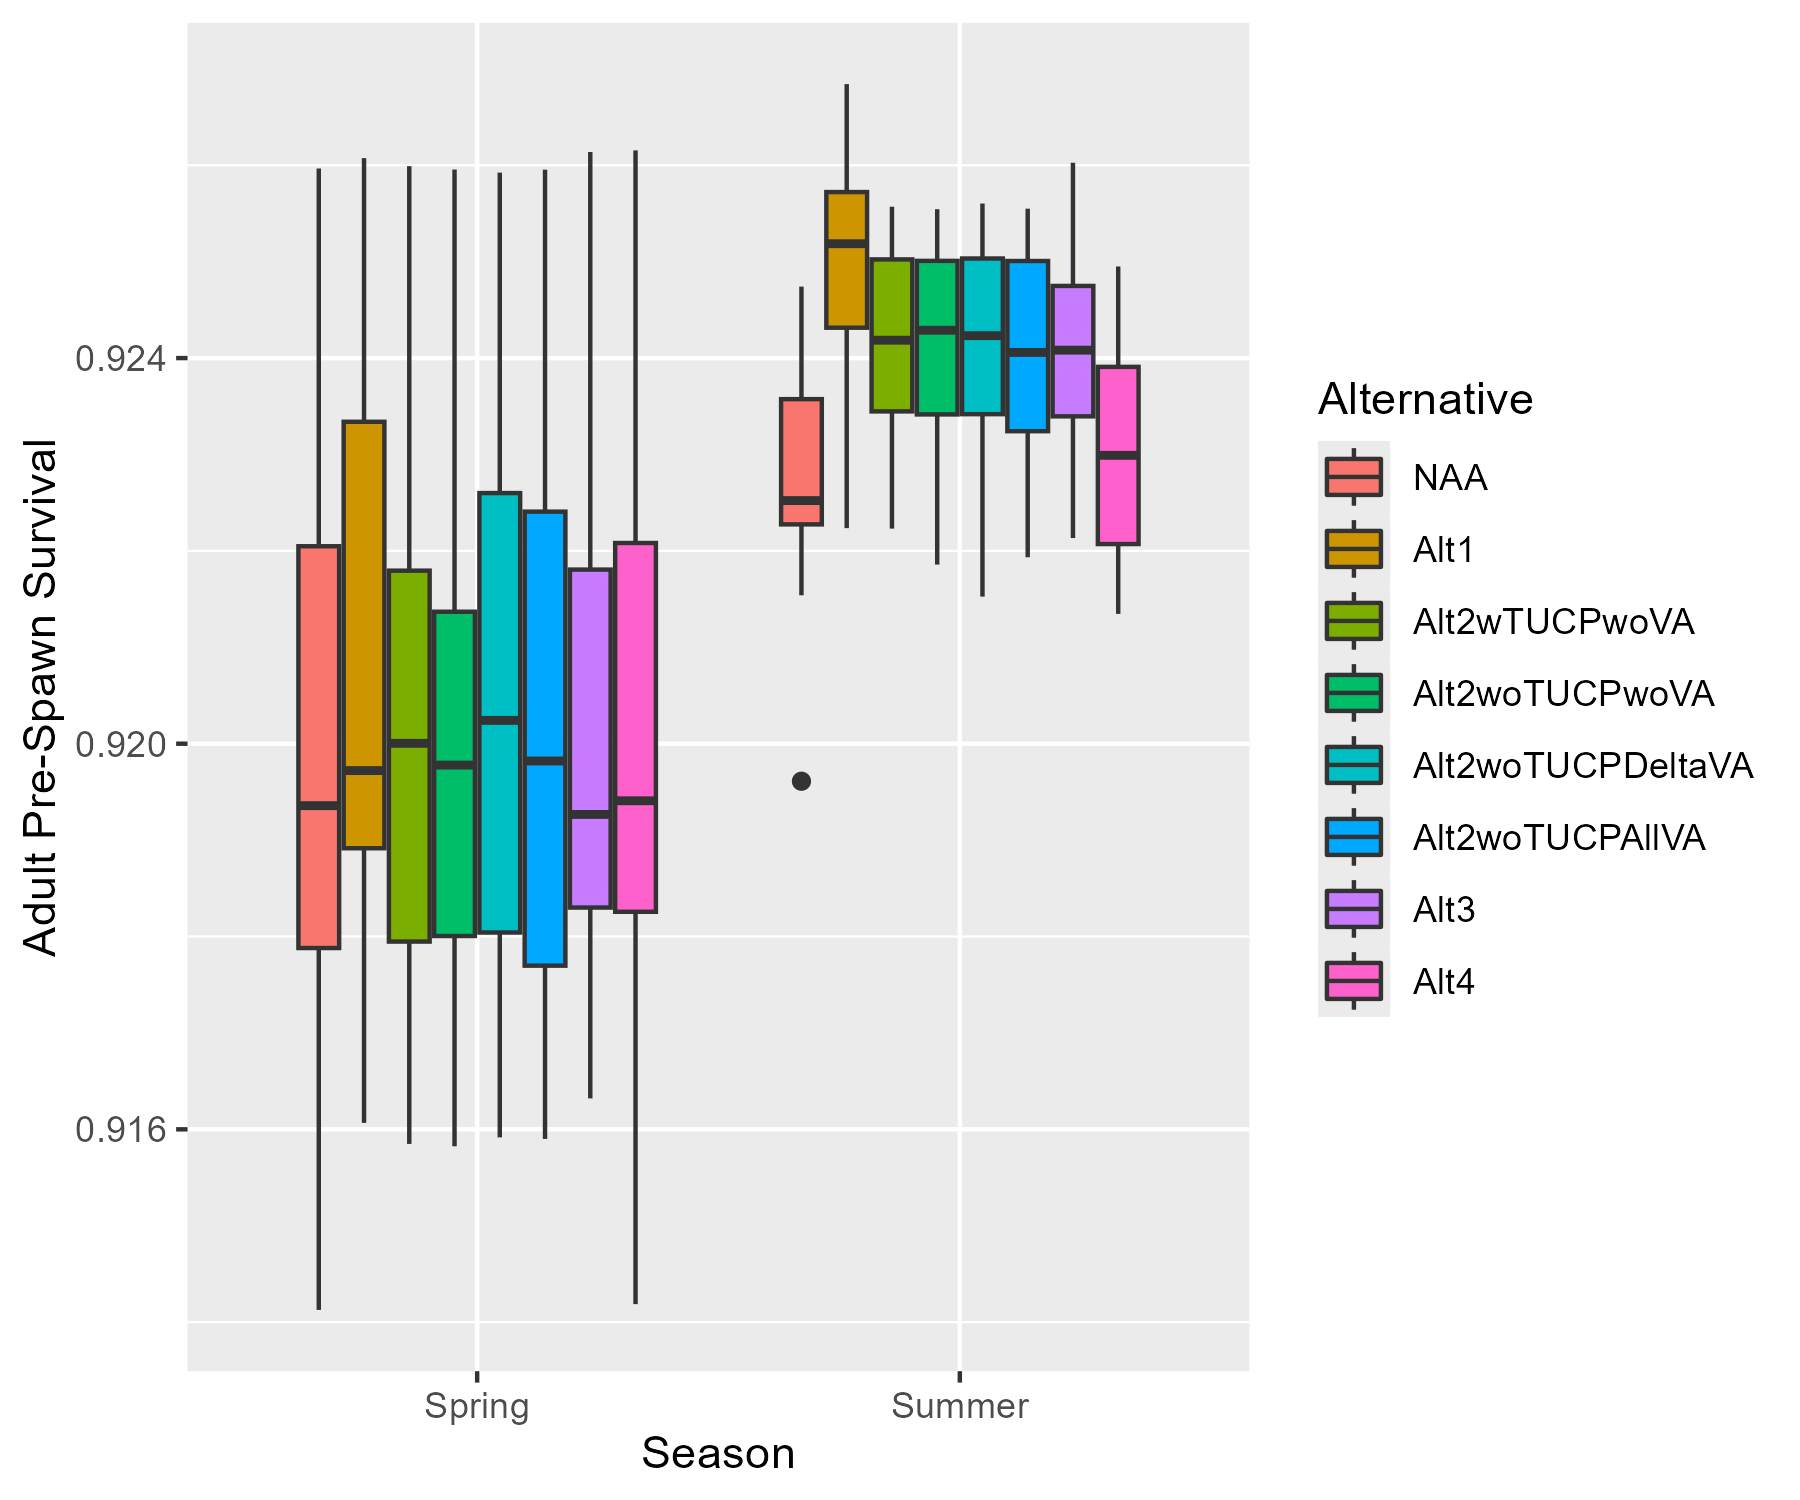 Adult Pre-Spawn Survival
0.924
0.920
0.916
Spring
Summer
Season
Alternative
NAA
Alt1
Alt2wTUCPwoVA
Alt2woTUCPwoVA
Alt2woTUCPDeltaVA
Alt2woTUCPAllVA
Alt3
Alt4